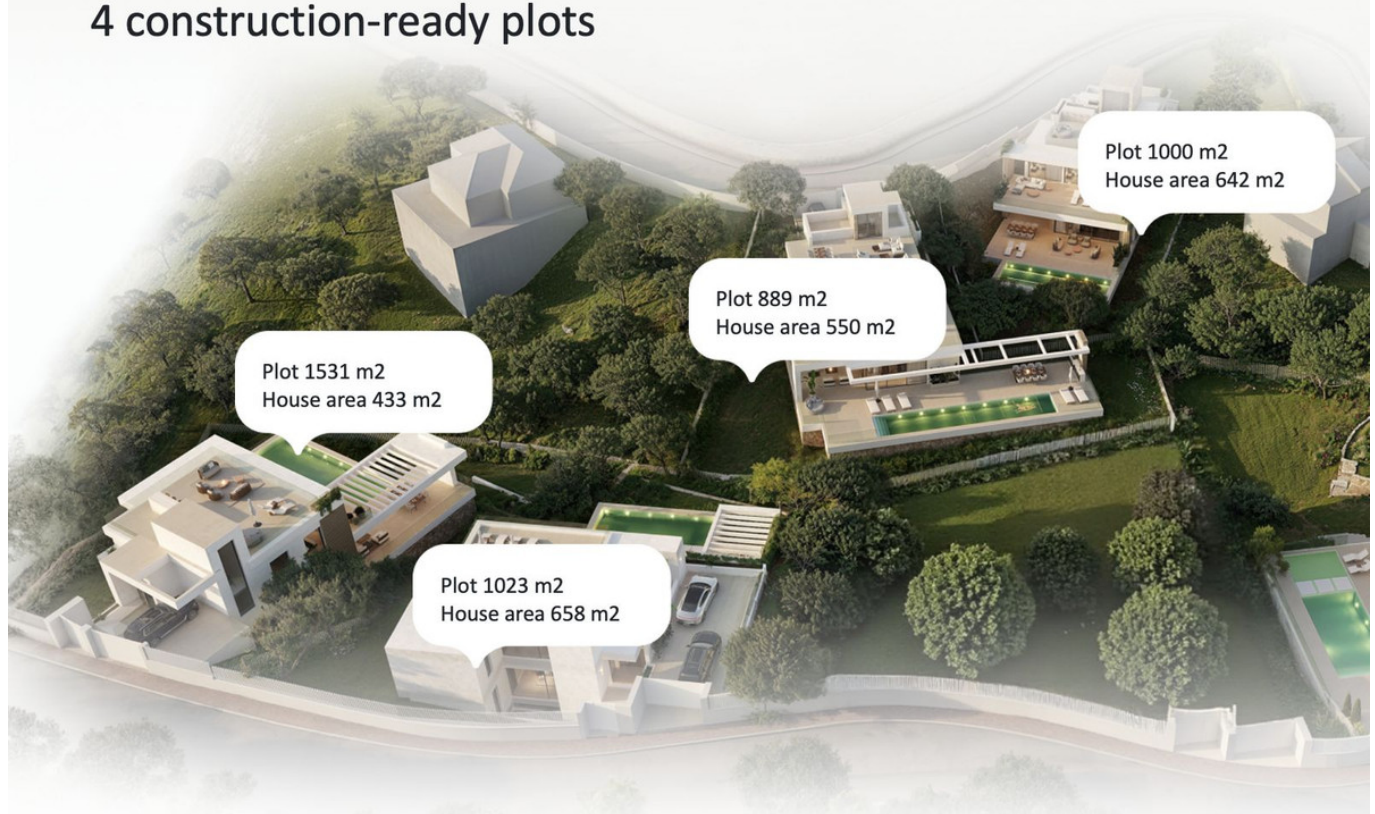 4 construction-ready plots
Plot 1000 m2
House area 642 m2
Plot 889 m2
House area 550 m2
Plot 1531 m2
House area 433 m2
Plot 1023 m2
House area 658 m2